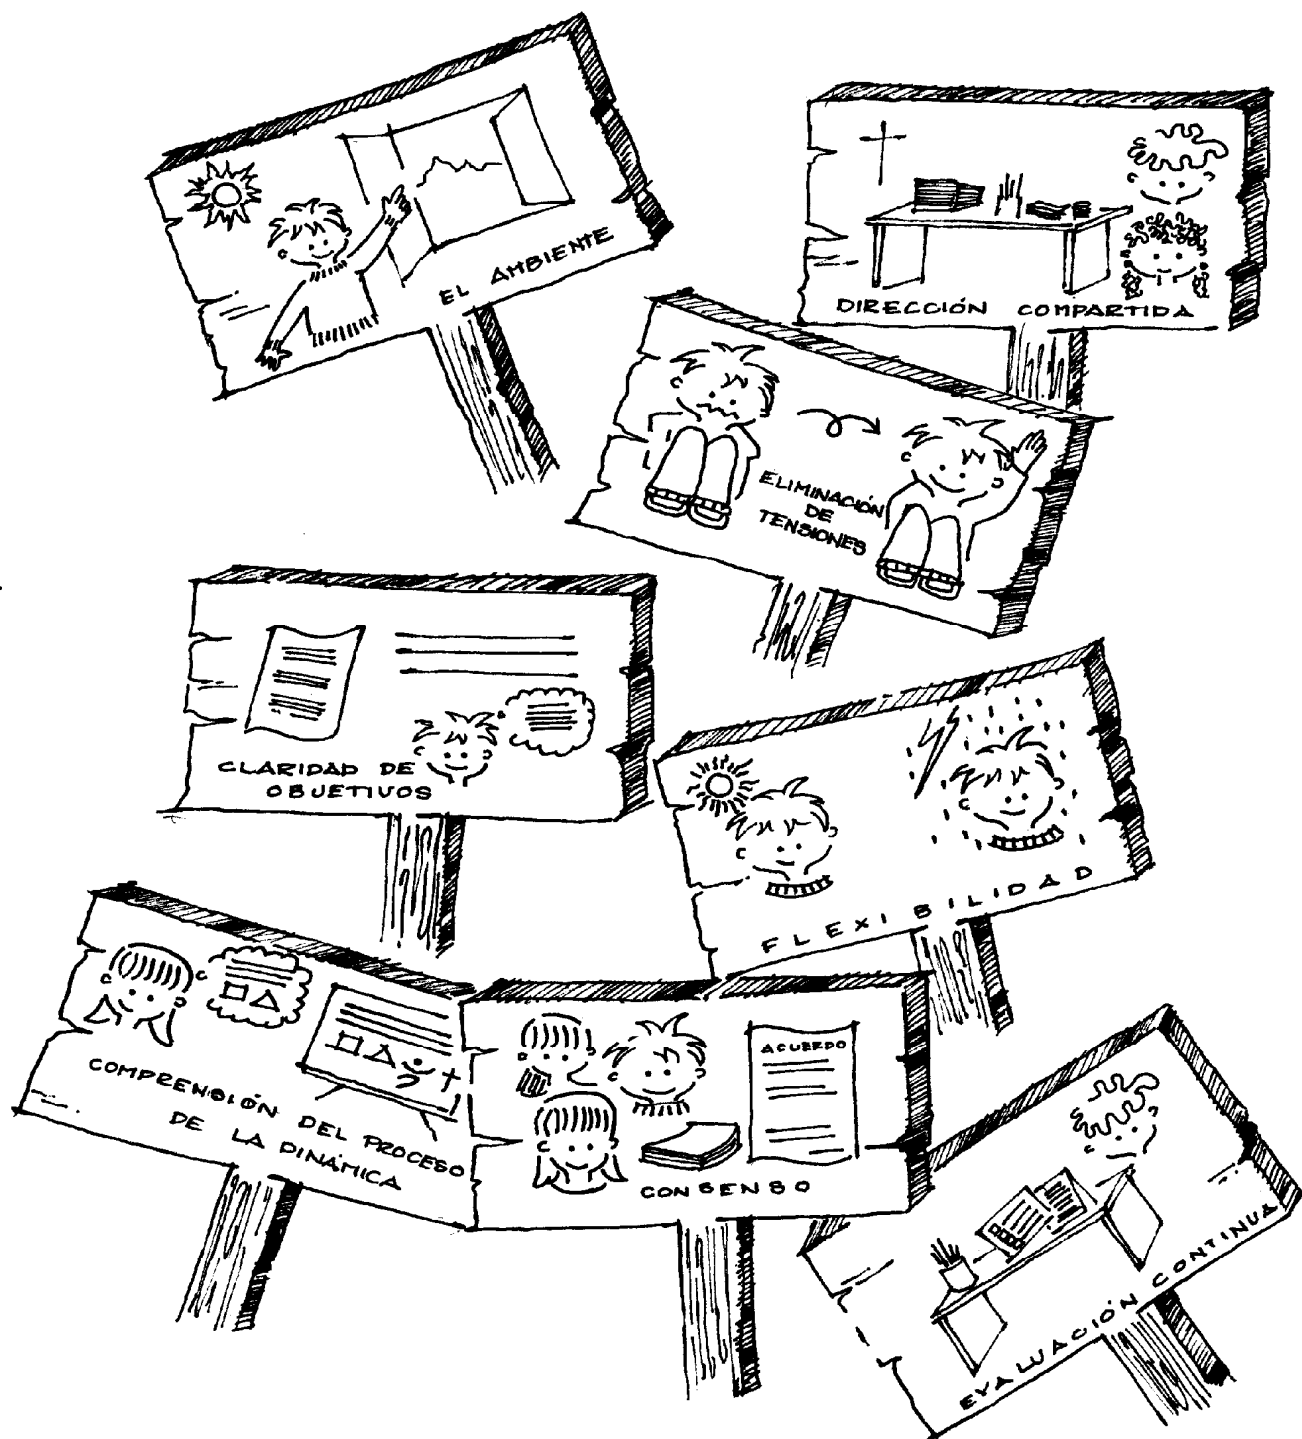 EL AMBIENTE
DIRECCIÓN COMPARTIDA
ELIMINACIÓN
DE
TENSIONES
CLARIDAD DE
OBJETIVOS
FLEXIBILIDAD
COMPRENSIÓN DEL PROCESO
DE LA DINÁMICA
ACUERDO
CONSENSO
EVALUACIÓN CONTINUA